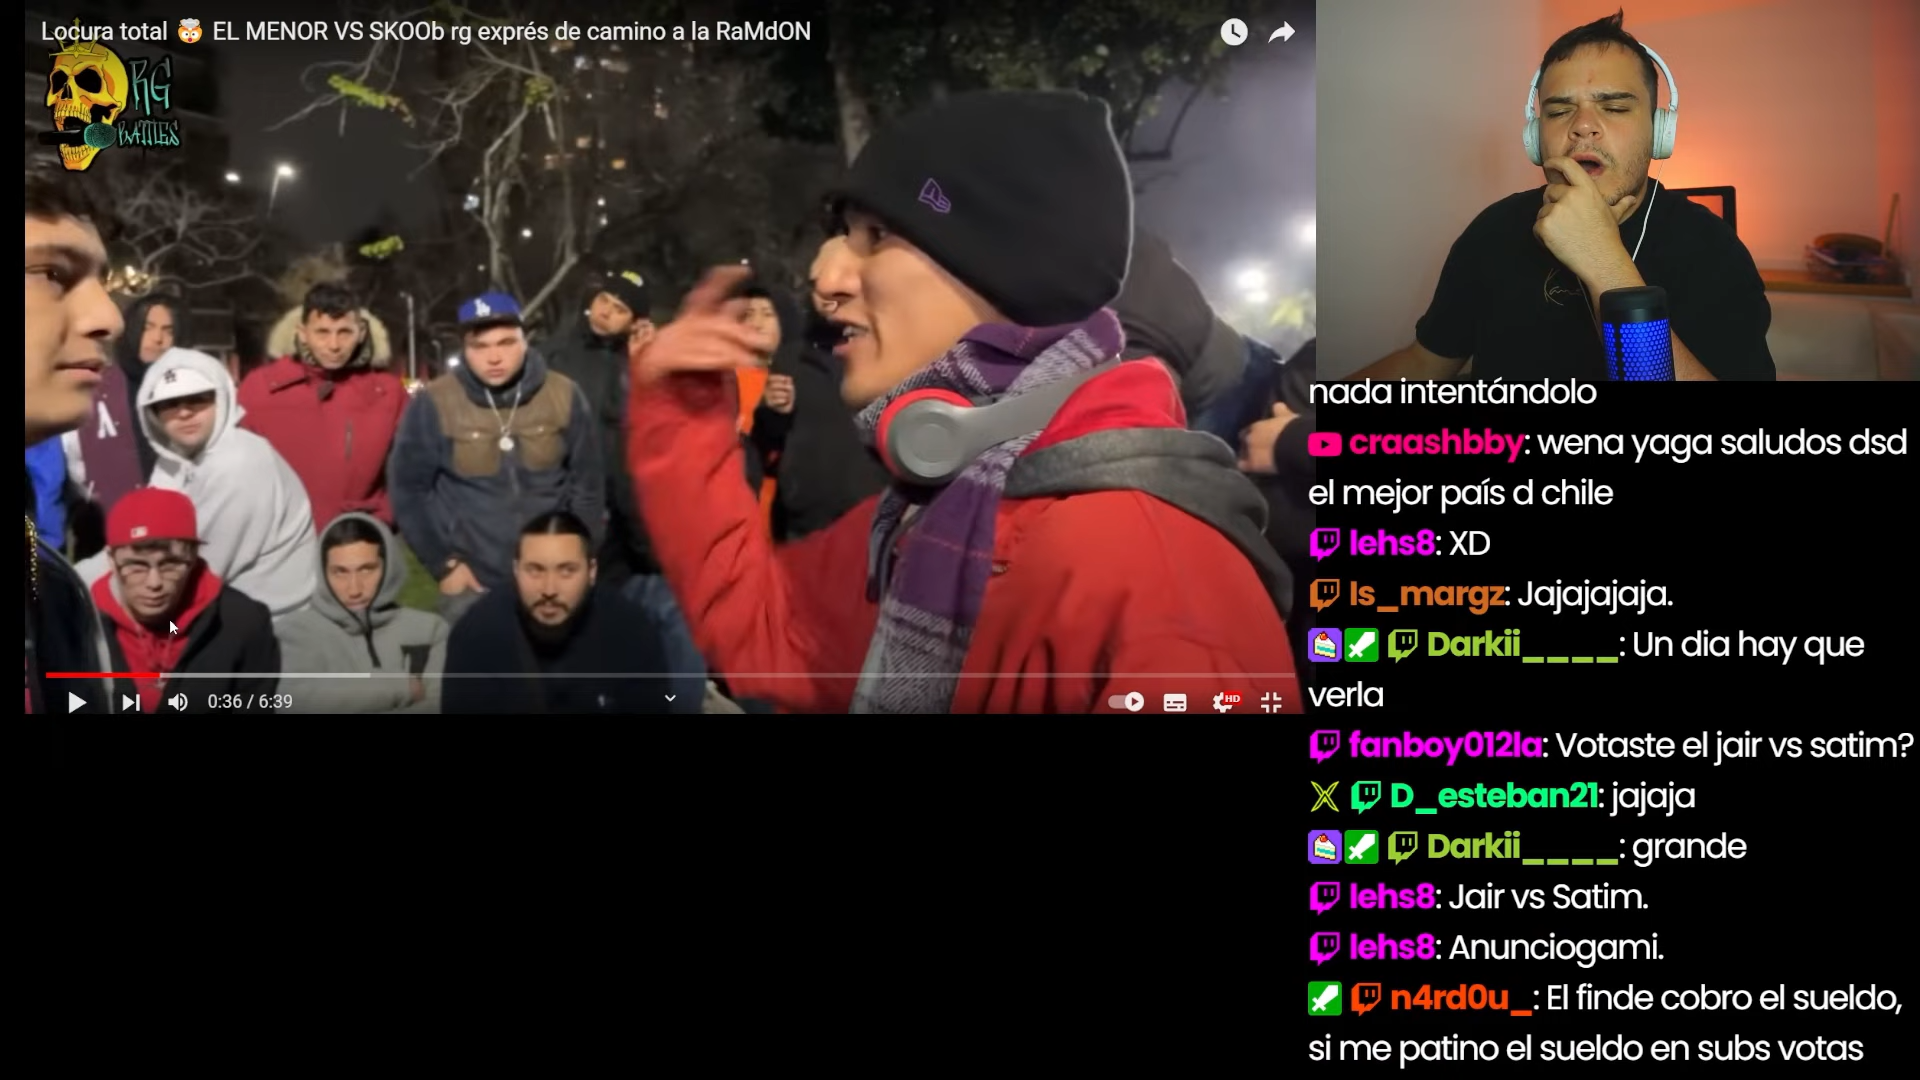 Locura total 🤯 EL MENOR VS SKOOb rg exprés de camino a la RaMdON
RG
BATTLES
0:36 / 6:39
HD
nada intentándolo
craashbby: wena yaga saludos dsd
el mejor país d chile
lehs8: XD
ls_margz: Jajajajaja.
Darkii____: Un dia hay que
verla
fanboy012la: Votaste el jair vs satim?
D_esteban21: jajaja
Darkii____: grande
lehs8: Jair vs Satim.
lehs8: Anunciogami.
n4rd0u_: El finde cobro el sueldo,
si me patino el sueldo en subs votas